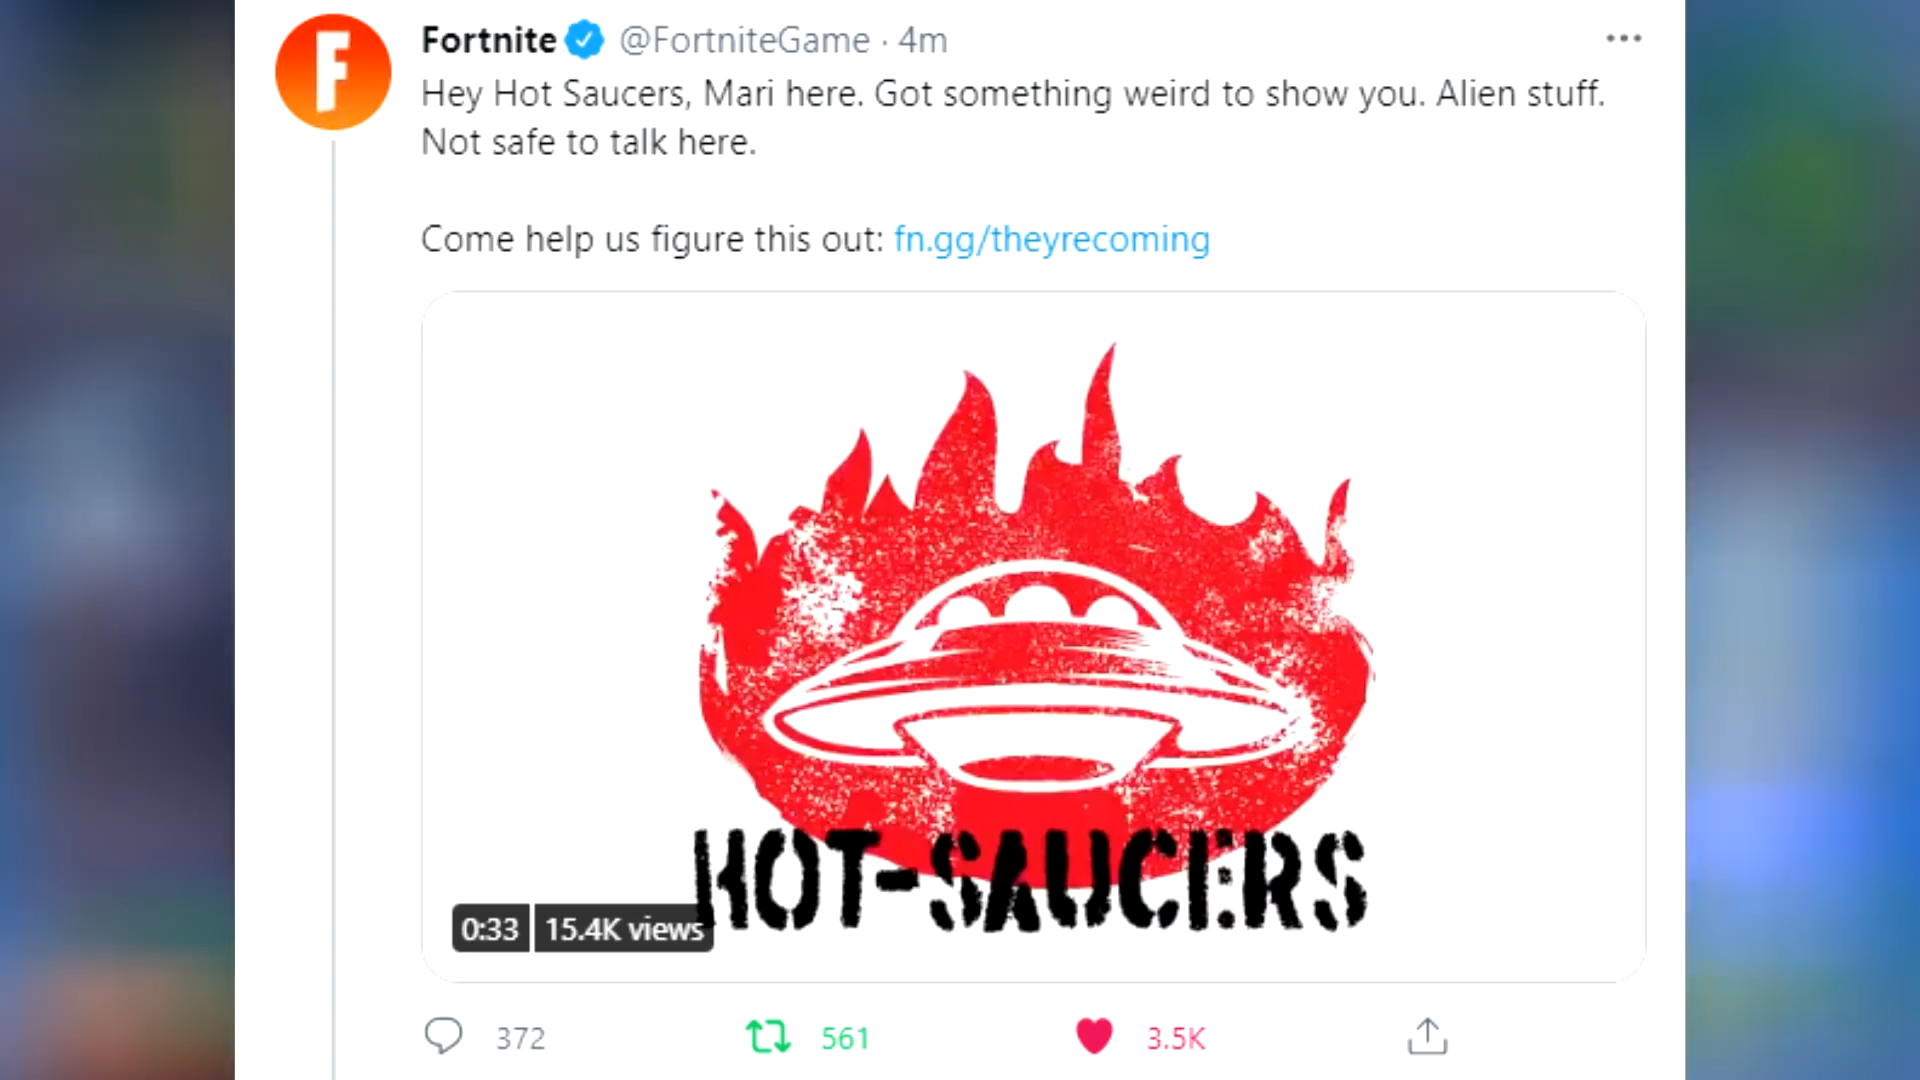 Fortnite @FortniteGame · 4m
Hey Hot Saucers, Mari here. Got something weird to show you. Alien stuff.
Not safe to talk here.
Come help us figure this out: fn.gg/theyrecoming
HOT-SAUCERS
0:33 15.4K views
372 561 3.5K